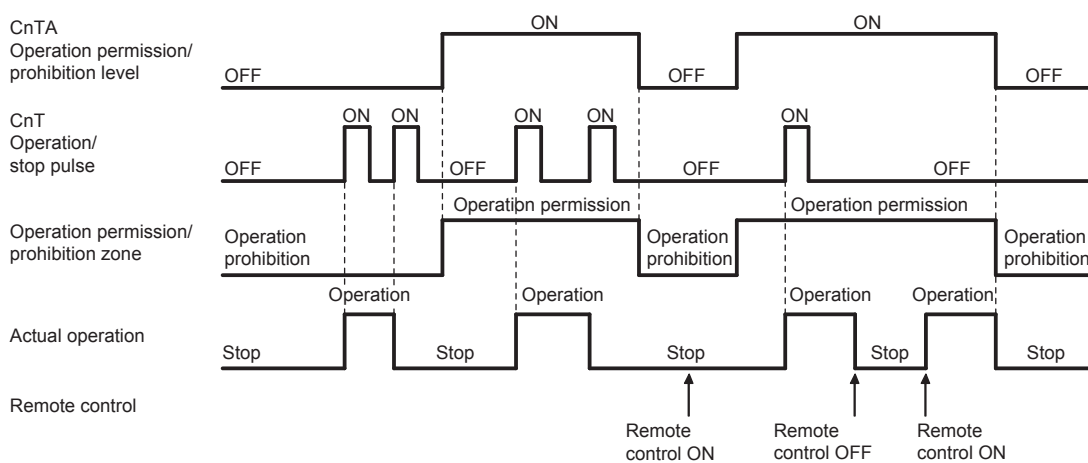 CnTA
Operation permission/
prohibition level
OFF
ON
OFF
ON
OFF
CnT
Operation/
stop pulse
OFF
ON
ON
OFF
ON
ON
OFF
ON
OFF
Operation permission/
prohibition zone
Operation
prohibition
Operation permission
Operation
prohibition
Operation permission
Operation
prohibition
Actual operation
Stop
Operation
Stop
Operation
Stop
Operation
Stop
Operation
Stop
Remote control
Remote
control ON
Remote
control OFF
Remote
control ON